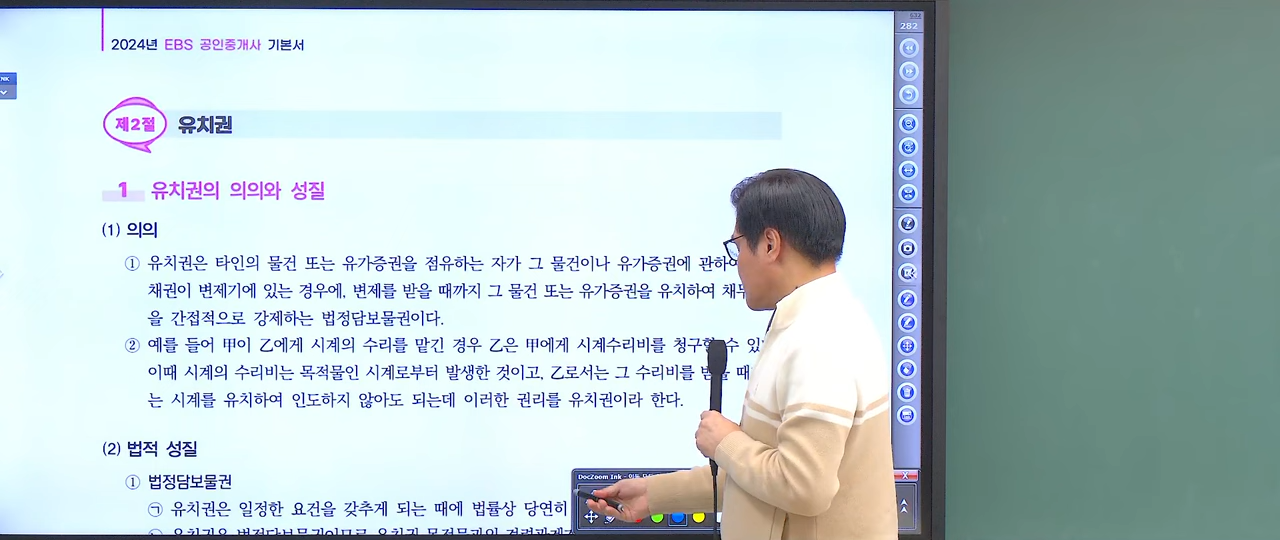 282
2024년 EBS 공인중개사 기본서
제2절 유치권
1 유치권의 의의와 성질
(1) 의의
① 유치권은 타인의 물건 또는 유가증권을 점유하는 자가 그 물건이나 유가증권에
채권이 변제기에 있는 경우에, 변제를 받을 때까지 그 물건 또는 유가증권을 유치하여
을 간접적으로 강제하는 법정담보물권이다.
② 예를 들어 甲이 乙에게 시계의 수리를 맡긴 경우 乙은 甲에게 시계수리비를 수
이때 시계의 수리비는 목적물인 시계로부터 발생한 것이고, 乙로서는 그 수리비를
는 시계를 유치하여 인도하지 않아도 되는데 이러한 권리를 유치권이라 한다.
(2) 법적 성질
① 법정담보물권
㉠ 유치권은 일정한 요건을 갖추게 되는 때에 법률상 당연히
DocZoom Ink -